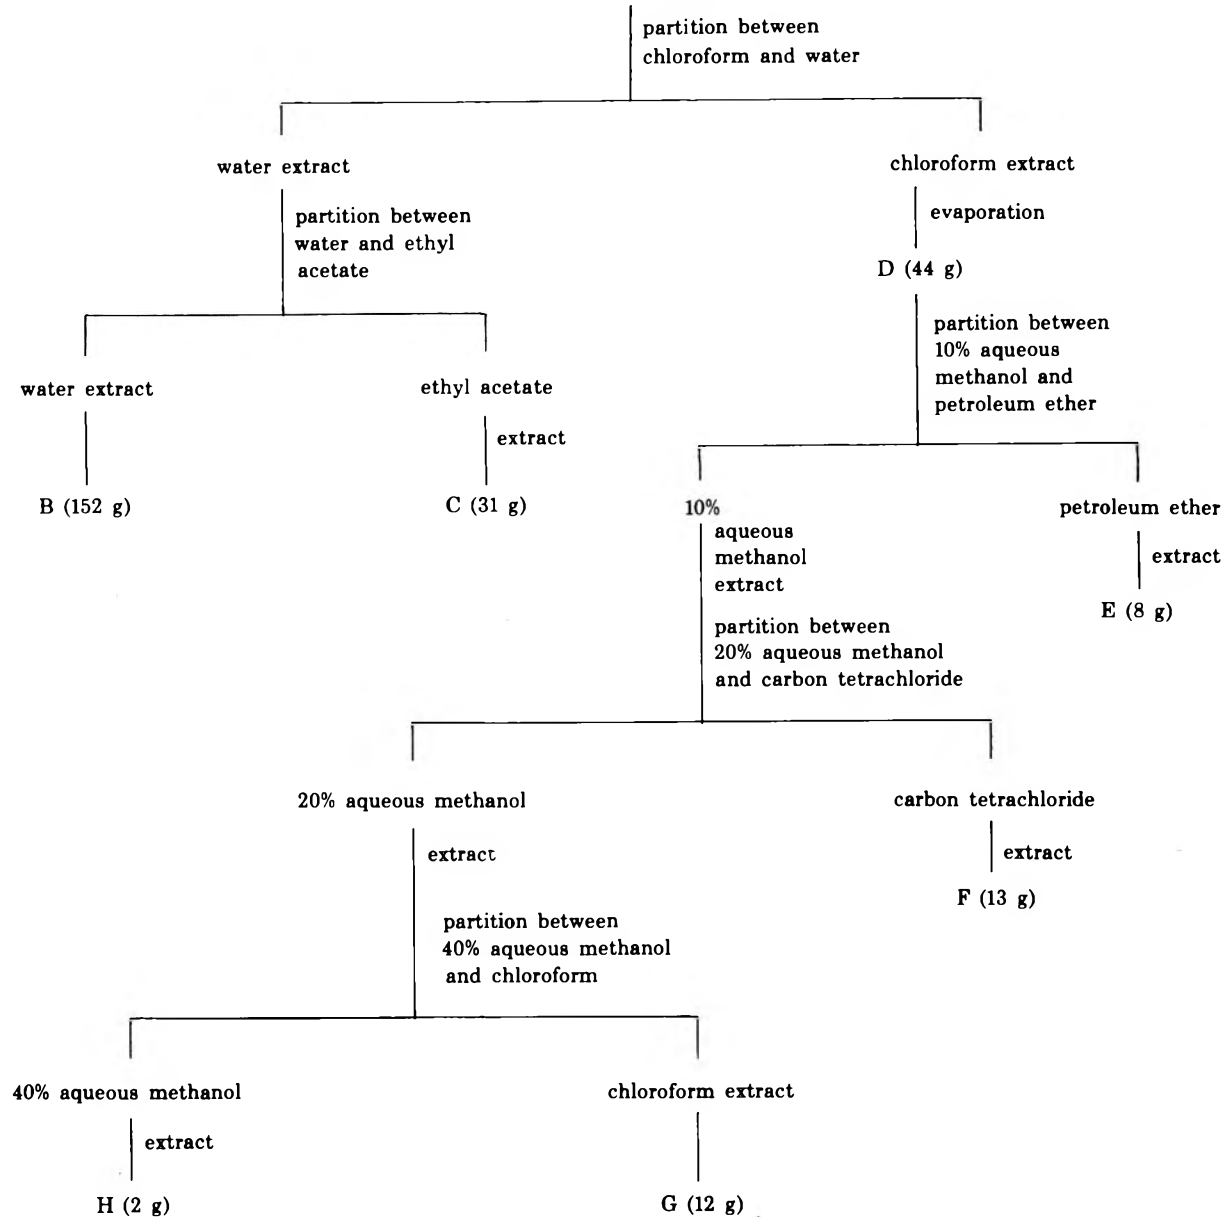 partition between
chloroform and water
water extract
chloroform extract
partition between
water and ethyl
acetate
evaporation
D (44 g)
partition between
10% aqueous
methanol and
petroleum ether
water extract
ethyl acetate
extract
B (152 g)
C (31 g)
10%
aqueous
methanol
extract
petroleum ether
extract
E (8 g)
partition between
20% aqueous methanol
and carbon tetrachloride
20% aqueous methanol
extract
carbon tetrachloride
extract
F (13 g)
partition between
40% aqueous methanol
and chloroform
40% aqueous methanol
extract
chloroform extract
H (2 g)
G (12 g)